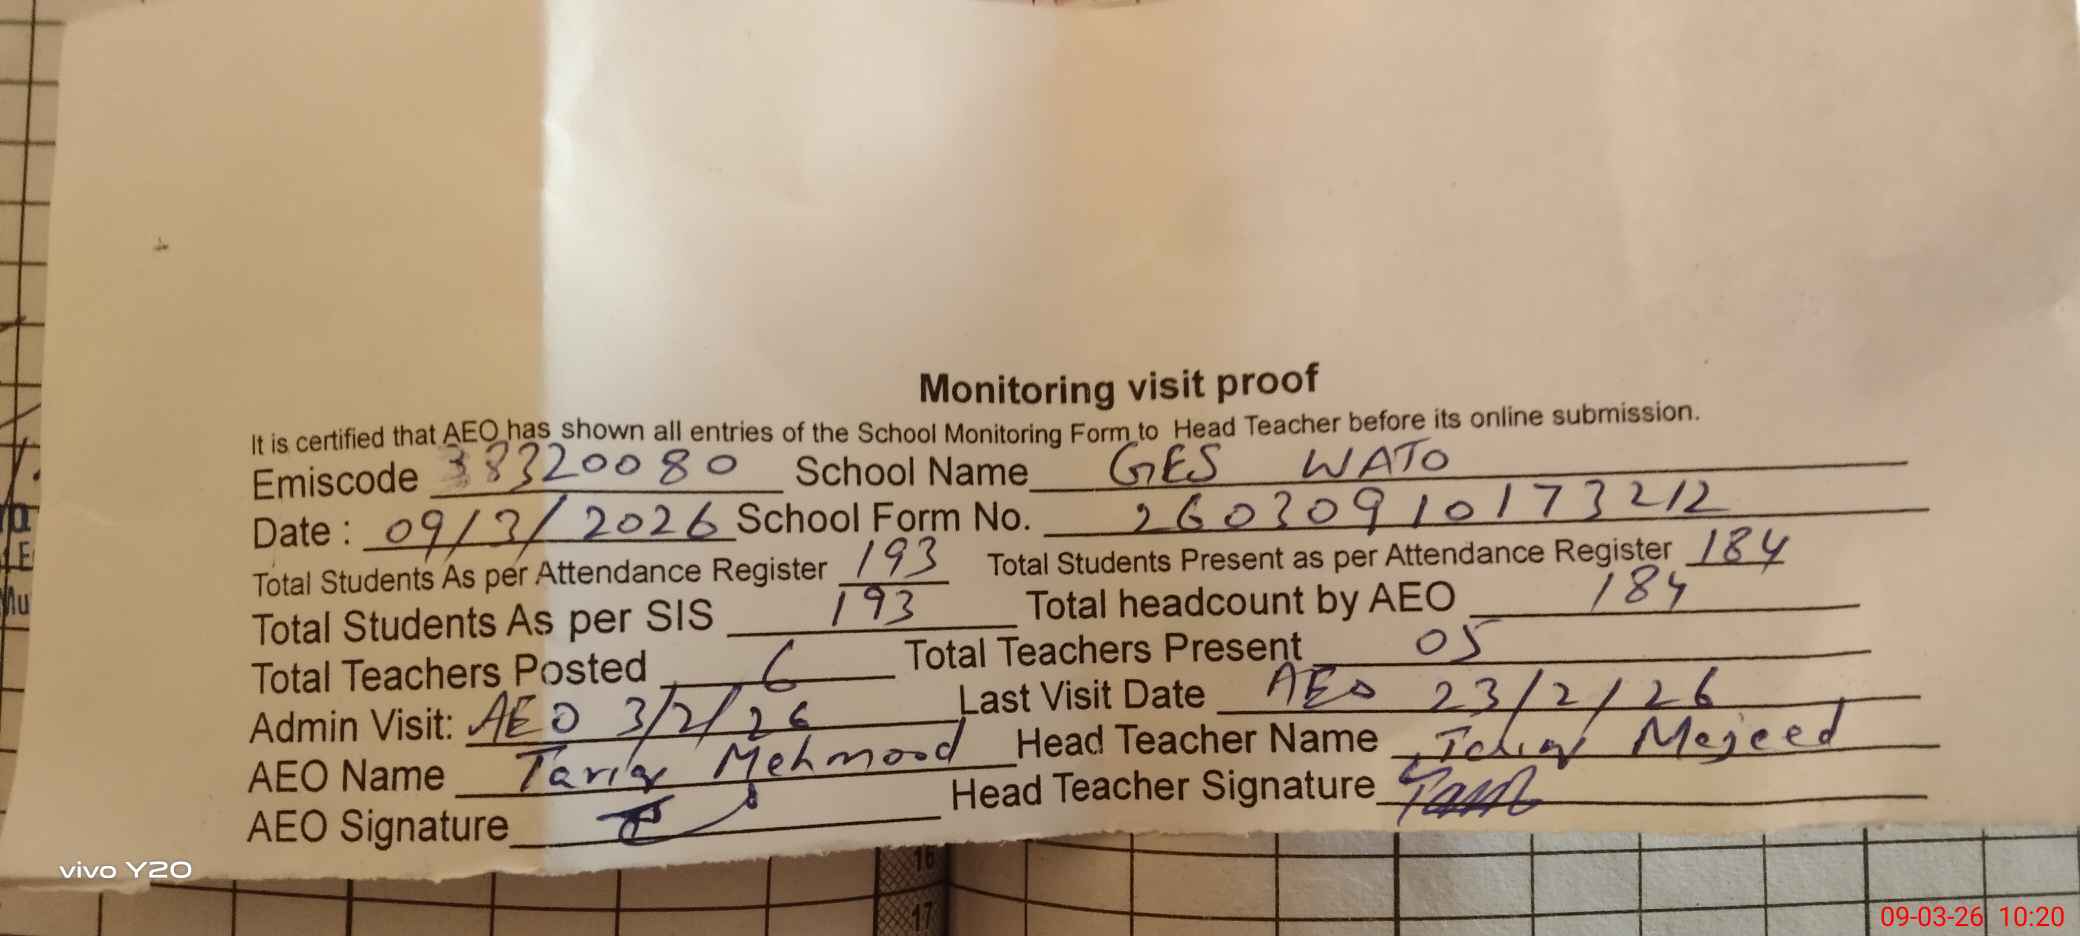 Monitoring visit proof
It is certified that AEO has shown all entries of the School Monitoring Form to Head Teacher before its online submission.
Emiscode 38320080 School Name GES WATO
Date : 09/3/2026 School Form No. 26030910173212
Total Students As per Attendance Register 193 Total Students Present as per Attendance Register 184
Total Students As per SIS 193 Total headcount by AEO 184
Total Teachers Posted 6 Total Teachers Present 05
Admin Visit: AEO 3/2/26 Last Visit Date AEO 23/2/26
AEO Name Tariq Mehmood Head Teacher Name Majeed
AEO Signature Head Teacher Signature
vivo Y20
16
17
09-03-26 10:20